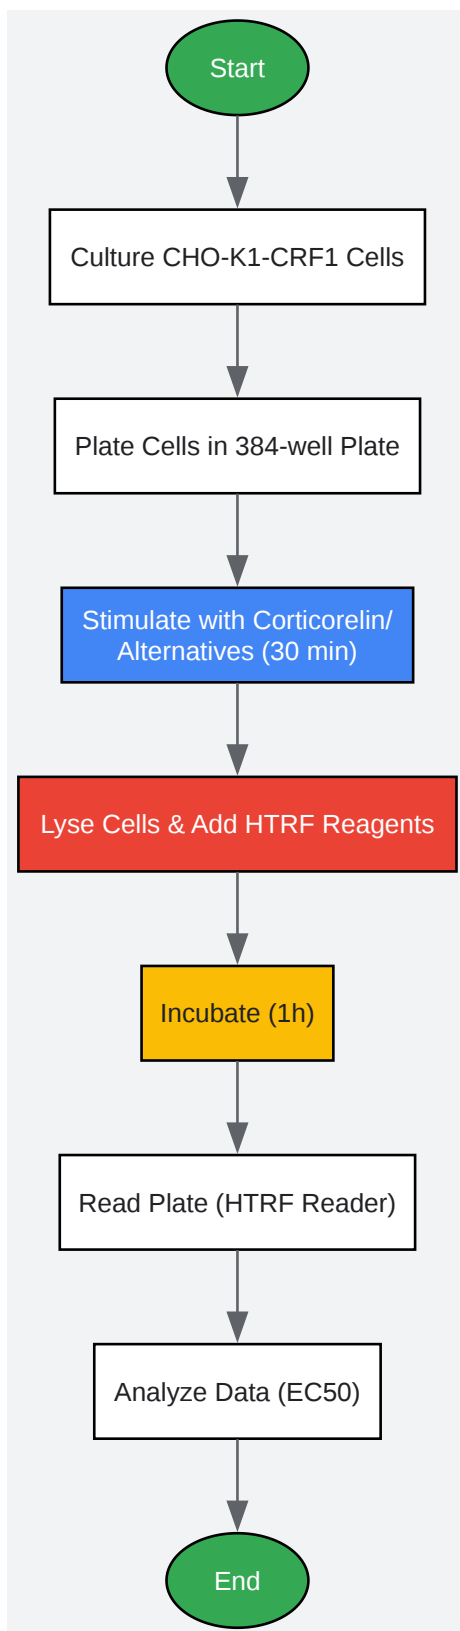 Start
Culture CHO-K1-CRF1 Cells
Plate Cells in 384-well Plate
Stimulate with Corticorelin/
Alternatives (30 min)
Lyse Cells & Add HTRF Reagents
Incubate (1h)
Read Plate (HTRF Reader)
Analyze Data (EC50)
End